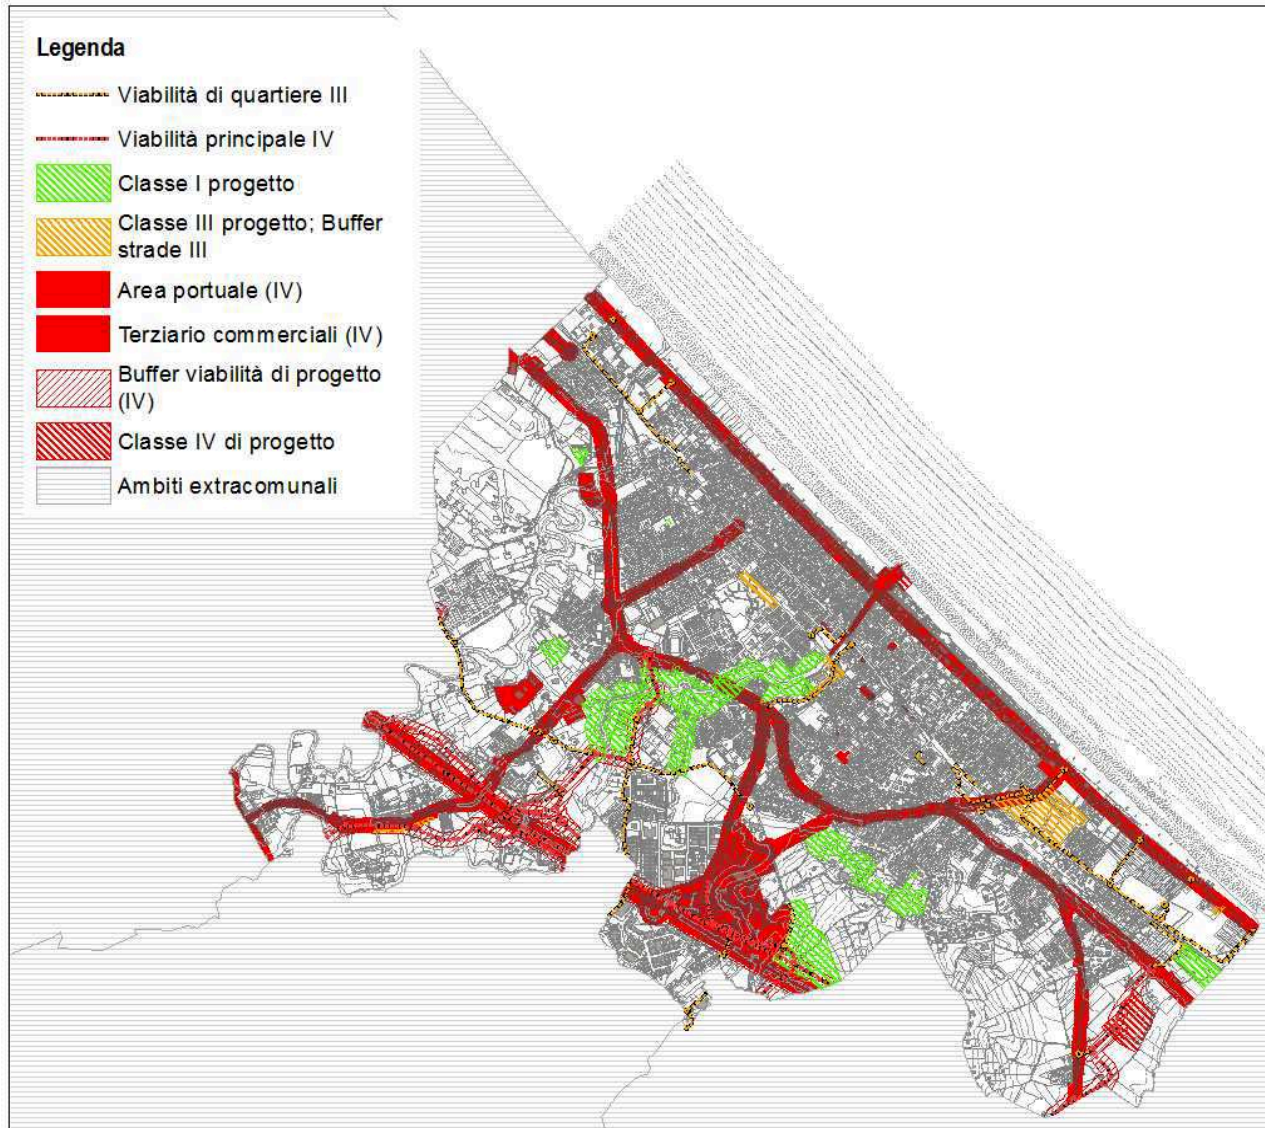 Legenda
Viabilità di quartiere III
Viabilità principale IV
Classe I progetto
Classe III progetto; Buffer
strade III
Area portuale (IV)
Terziario commerciali (IV)
Buffer viabilità di progetto
(IV)
Classe IV di progetto
Ambiti extracomunali